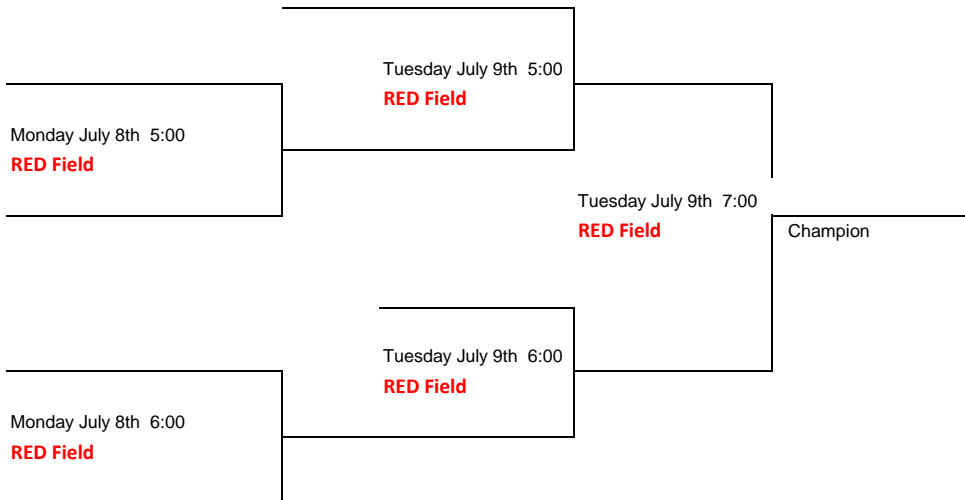 Tuesday July 9th  5:00
RED Field
Monday July 8th  5:00
RED Field
Tuesday July 9th  7:00
RED Field
Champion
Tuesday July 9th  6:00
RED Field
Monday July 8th  6:00
RED Field